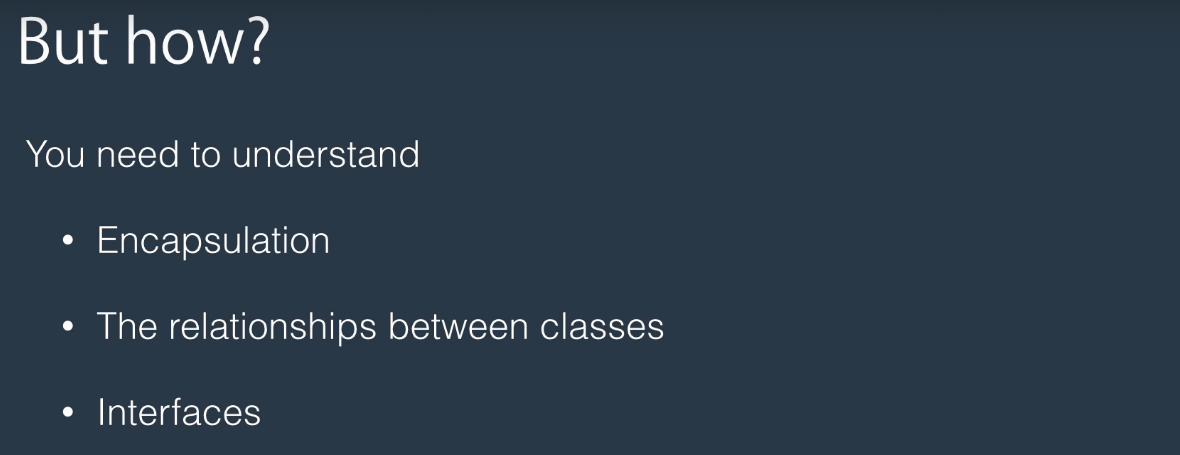 But how?
You need to understand
• Encapsulation
• The relationships between classes
• Interfaces